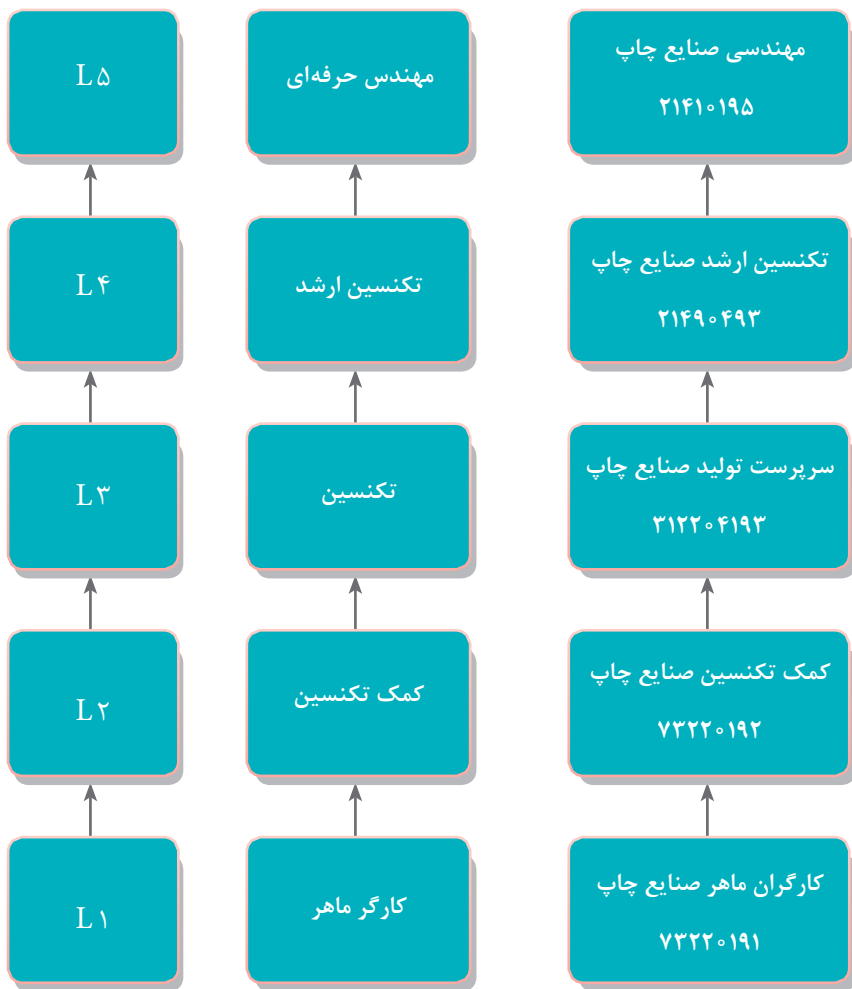 مهندسی صنایع چاپ
۲۱۴۱۰۱۹۵
مهندس حرفه‌ای
L۵
تکنسین ارشد صنایع چاپ
۲۱۴۹۰۴۹۳
تکنسین ارشد
L۴
سرپرست تولید صنایع چاپ
۳۱۲۲۰۴۱۹۳
تکنسین
L۳
کمک تکنسین صنایع چاپ
۷۳۲۲۰۱۹۲
کمک تکنسین
L۲
کارگران ماهر صنایع چاپ
۷۳۲۲۰۱۹۱
کارگر ماهر
L۱